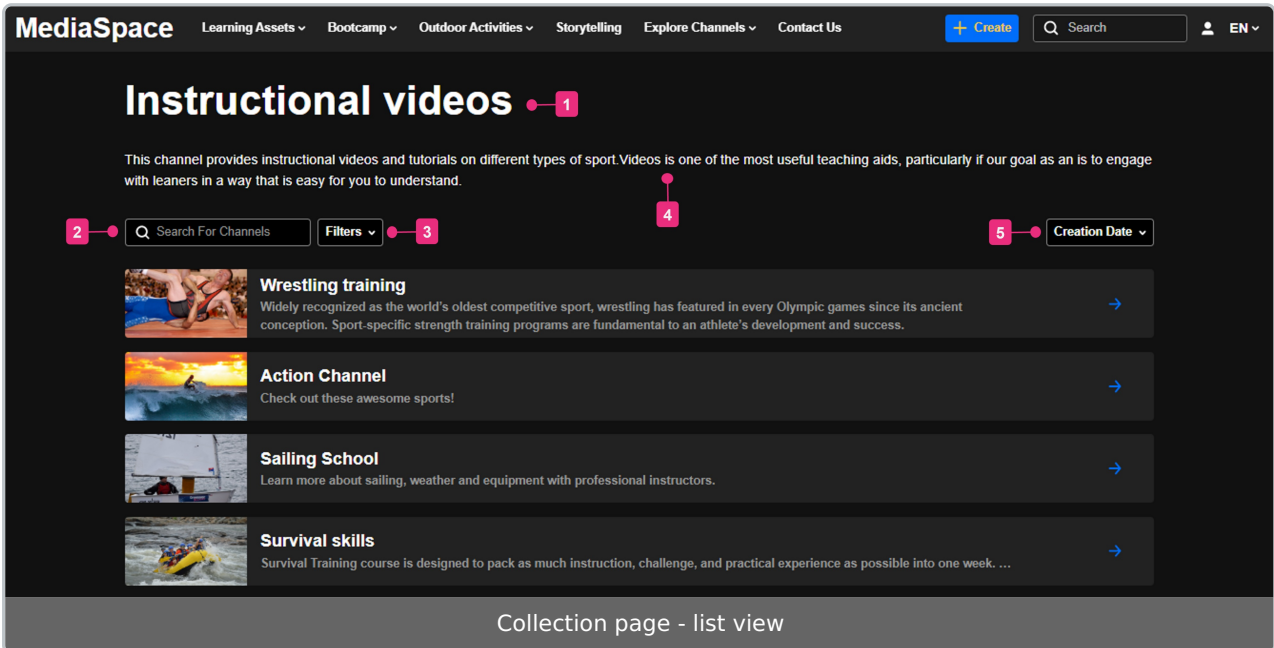 MediaSpace Learning Assets Bootcamp Outdoor Activities Storytelling Explore Channels Contact Us + Create Search EN
Instructional videos 1
This channel provides instructional videos and tutorials on different types of sport.Videos is one of the most useful teaching aids, particularly if our goal as an is to engage
with leaners in a way that is easy for you to understand.
4
2 Search For Channels Filters 3 5 Creation Date
Wrestling training
Widely recognized as the world's oldest competitive sport, wrestling has featured in every Olympic games since its ancient
conception. Sport-specific strength training programs are fundamental to an athlete's development and success.
Action Channel
Check out these awesome sports!
Sailing School
Learn more about sailing, weather and equipment with professional instructors.
Survival skills
Survival Training course is designed to pack as much instruction, challenge, and practical experience as possible into one week. ...
Collection page - list view